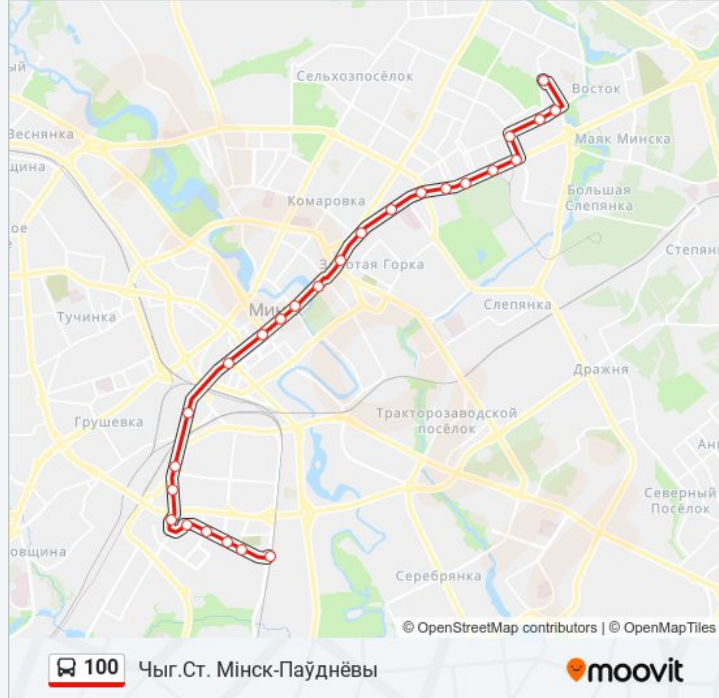 ый
Сельхозпосёлок
Восток
Веснянка
Маяк Минска
щина
Большая
Слепянка
Комаровка
ое
Степян
Золотая Горка
Минск
Слепянка
Тучинка
Дражня
Грушевка
Тракторозаводской
посёлок
Анг
Северный
Посёлок
овщина
Серебрянка
© OpenStreetMap contributors | © OpenMapTiles
100 Чыг.Ст. Мінск-Паўднёвы moovit